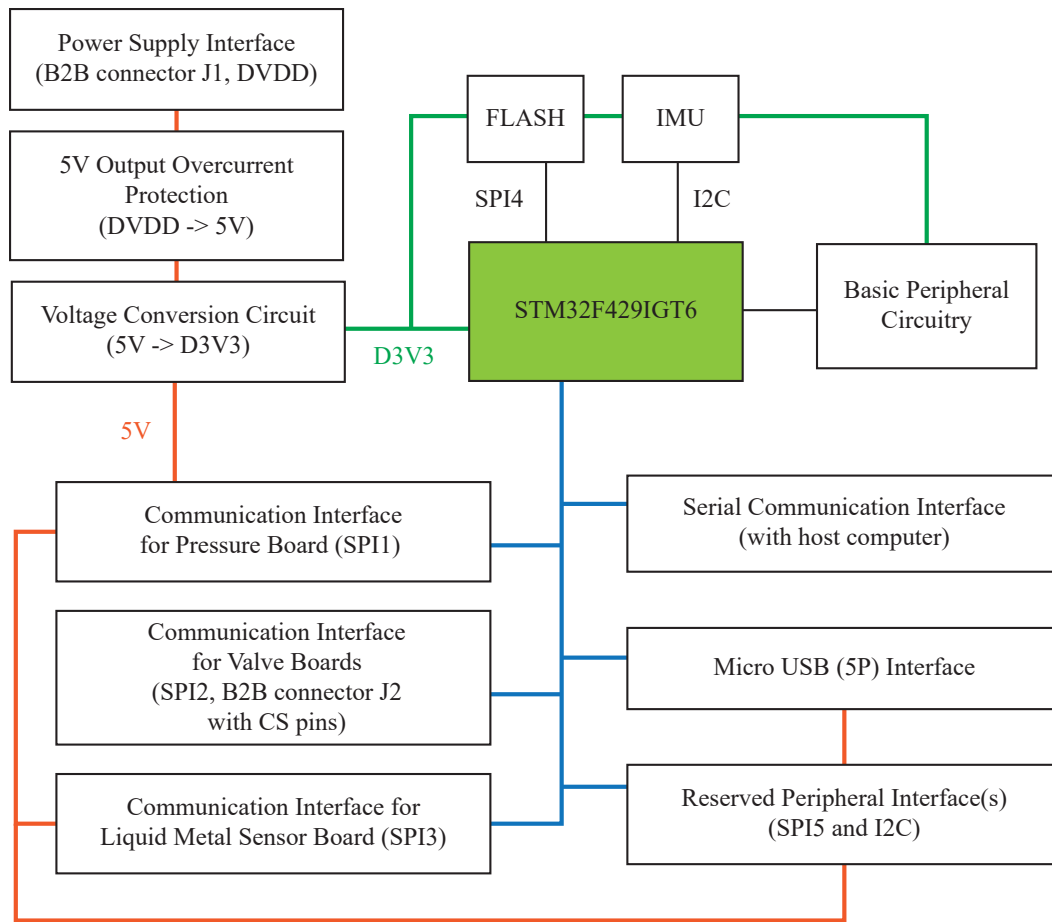 Power Supply Interface
(B2B connector J1, DVDD)
5V Output Overcurrent
Protection
(DVDD -> 5V)
Voltage Conversion Circuit
(5V -> D3V3)
D3V3
5V
FLASH
IMU
SPI4
I2C
STM32F429IGT6
Basic Peripheral
Circuitry
Communication Interface
for Pressure Board (SPI1)
Communication Interface
for Valve Boards
(SPI2, B2B connector J2
with CS pins)
Communication Interface for
Liquid Metal Sensor Board (SPI3)
Serial Communication Interface
(with host computer)
Micro USB (5P) Interface
Reserved Peripheral Interface(s)
(SPI5 and I2C)